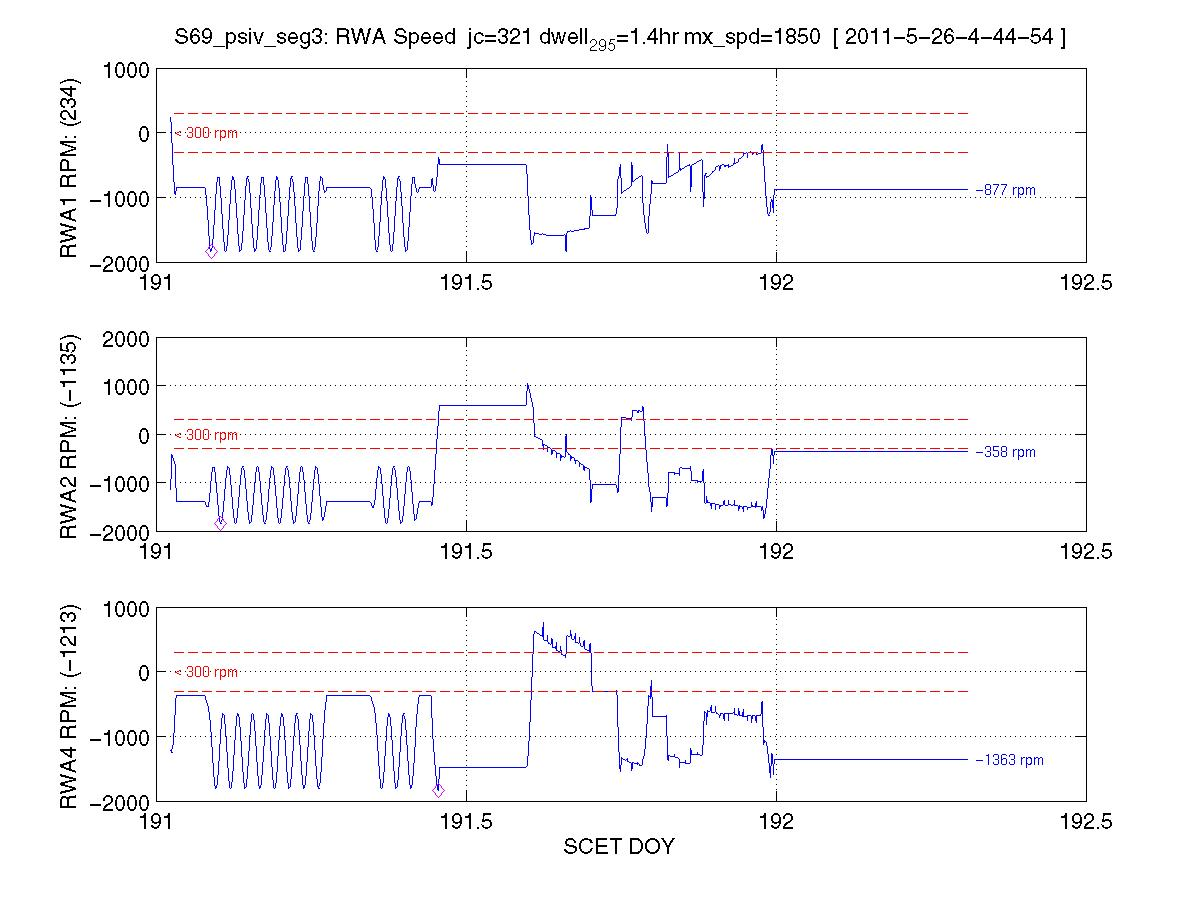 S69_psiv_seg3: RWA Speed jc=321 dwell295=1.4hr mx_spd=1850 [ 2011−5−26−4−44−54 ]
RWA1 RPM: (234)
1000
0
−1000
−2000
< 300 rpm
−877 rpm
191
191.5
192
192.5
RWA2 RPM: (−1135)
2000
1000
0
−1000
−2000
< 300 rpm
−358 rpm
191
191.5
192
192.5
RWA4 RPM: (−1213)
1000
0
−1000
−2000
< 300 rpm
−1363 rpm
191
191.5
192
192.5
SCET DOY